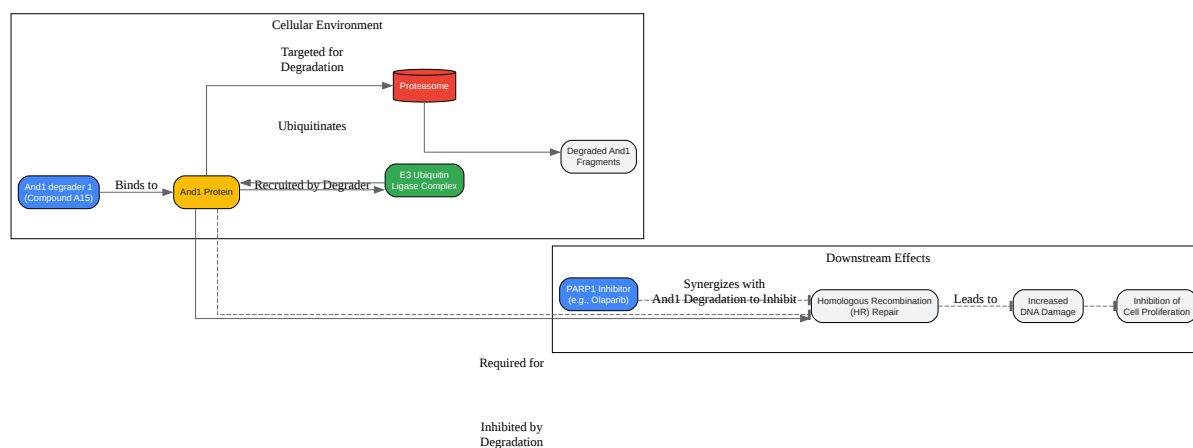 Cellular Environment
Targeted for
Degradation
Proteasome
Ubiquitinates
Degraded And1
Fragments
And1 degrader 1
(Compound A15)
Binds to
And1 Protein
Recruited by Degrader
E3 Ubiquitin
Ligase Complex
Downstream Effects
PARP1 Inhibitor
(e.g., Olaparib)
Synergizes with
And1 Degradation to Inhibit
Homologous Recombination
(HR) Repair
Leads to
Increased
DNA Damage
Inhibition of
Cell Proliferation
Required for
Inhibited by
Degradation